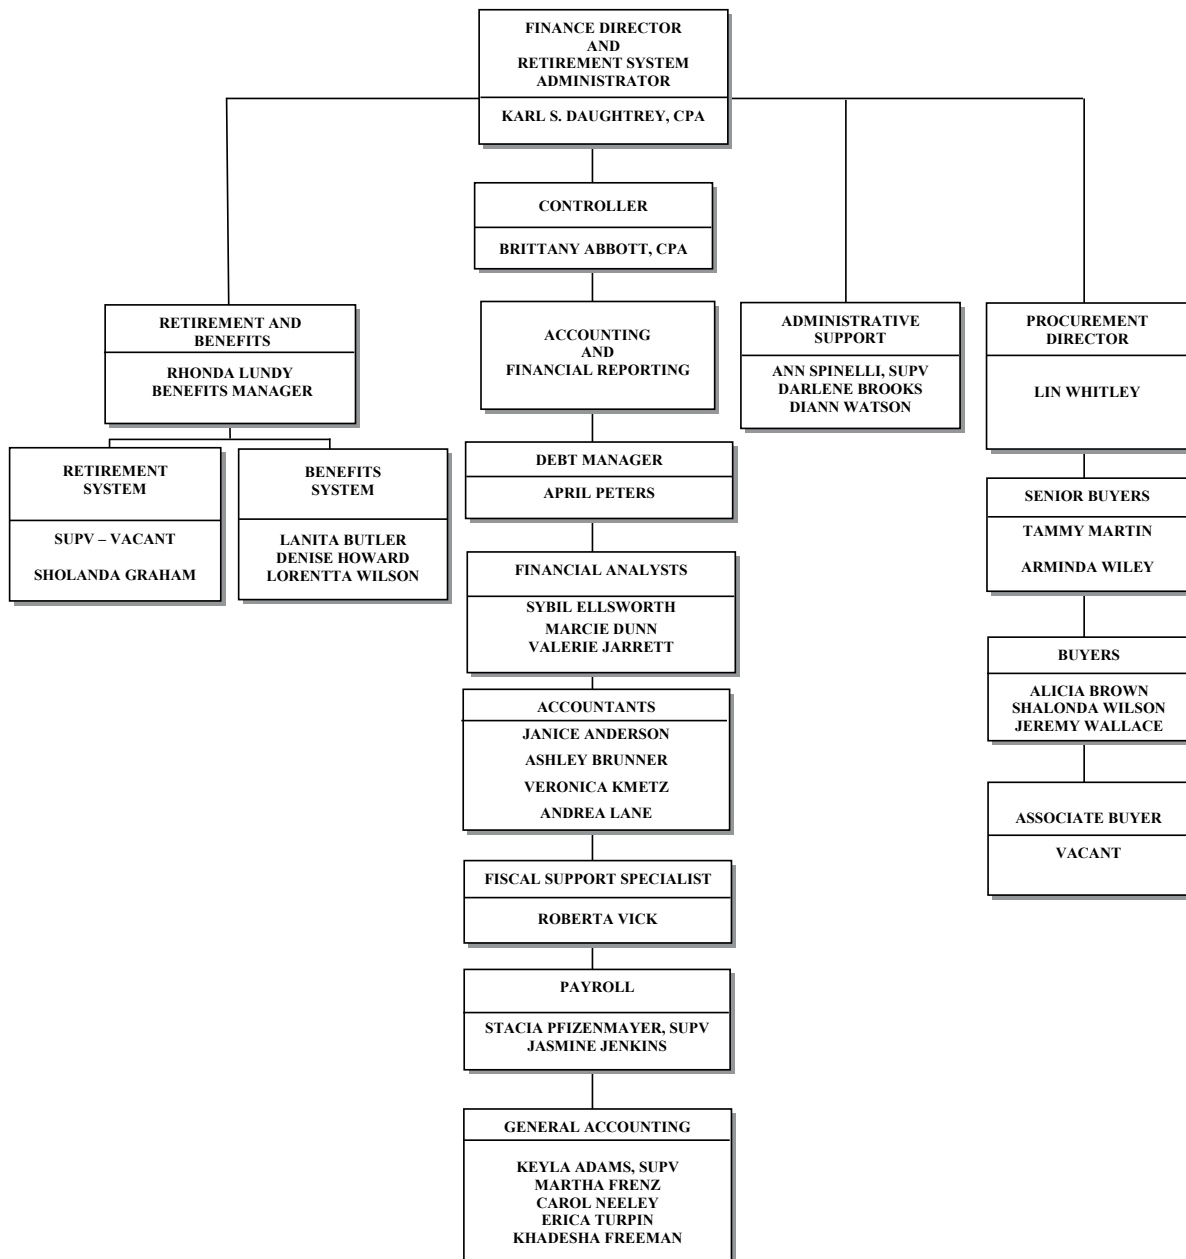 FINANCE DIRECTOR
AND
RETIREMENT SYSTEM
ADMINISTRATOR
KARL S. DAUGHTREY, CPA
CONTROLLER
BRITTANY ABBOTT, CPA
RETIREMENT AND
BENEFITS
RHONDA LUNDY
BENEFITS MANAGER
RETIREMENT
SYSTEM
SUPV – VACANT
SHOLANDA GRAHAM
BENEFITS
SYSTEM
LANITA BUTLER
DENISE HOWARD
LORENTTA WILSON
ACCOUNTING
AND
FINANCIAL REPORTING
DEBT MANAGER
APRIL PETERS
FINANCIAL ANALYSTS
SYBIL ELLSWORTH
MARCIE DUNN
VALERIE JARRETT
ACCOUNTANTS
JANICE ANDERSON
ASHLEY BRUNNER
VERONICA KMETZ
ANDREA LANE
FISCAL SUPPORT SPECIALIST
ROBERTA VICK
PAYROLL
STACIA PFIZENMAYER, SUPV
JASMINE JENKINS
GENERAL ACCOUNTING
KEYLA ADAMS, SUPV
MARTHA FRENZ
CAROL NEELEY
ERICA TURPIN
KHADESHA FREEMAN
ADMINISTRATIVE
SUPPORT
ANN SPINELLI, SUPV
DARLENE BROOKS
DIANN WATSON
PROCUREMENT
DIRECTOR
LIN WHITLEY
SENIOR BUYERS
TAMMY MARTIN
ARMINDA WILEY
BUYERS
ALICIA BROWN
SHALONDA WILSON
JEREMY WALLACE
ASSOCIATE BUYER
VACANT